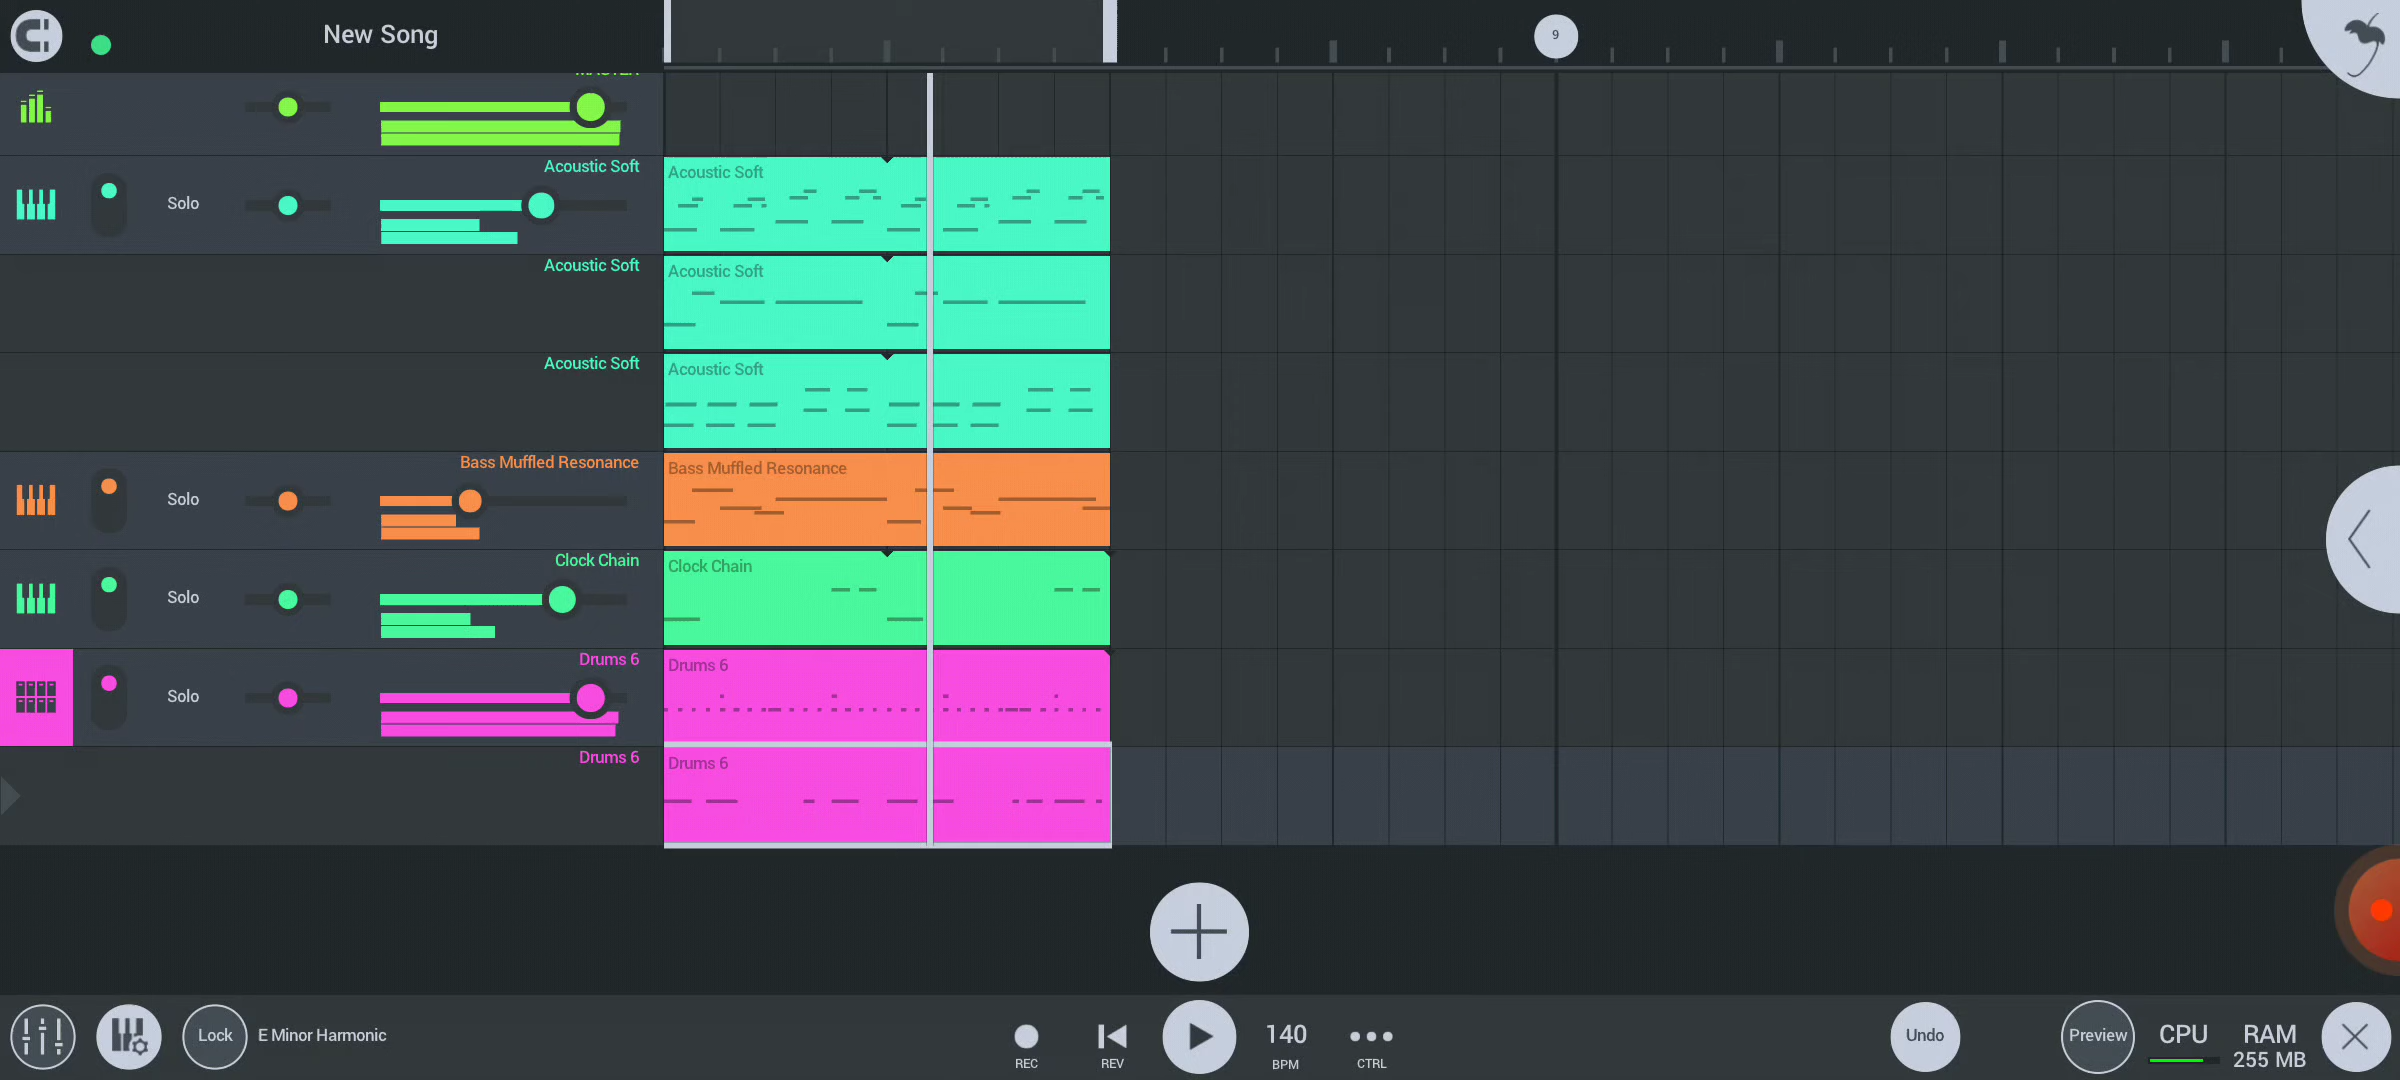 New Song
9
MASTER
Acoustic Soft
Solo
Acoustic Soft
Acoustic Soft
Acoustic Soft
Acoustic Soft
Acoustic Soft
Bass Muffled Resonance
Solo
Bass Muffled Resonance
Clock Chain
Solo
Clock Chain
Drums 6
Solo
Drums 6
Drums 6
Drums 6
Lock
E Minor Harmonic
REC
REV
140
BPM
CTRL
Undo
Preview
CPU
RAM
255 MB